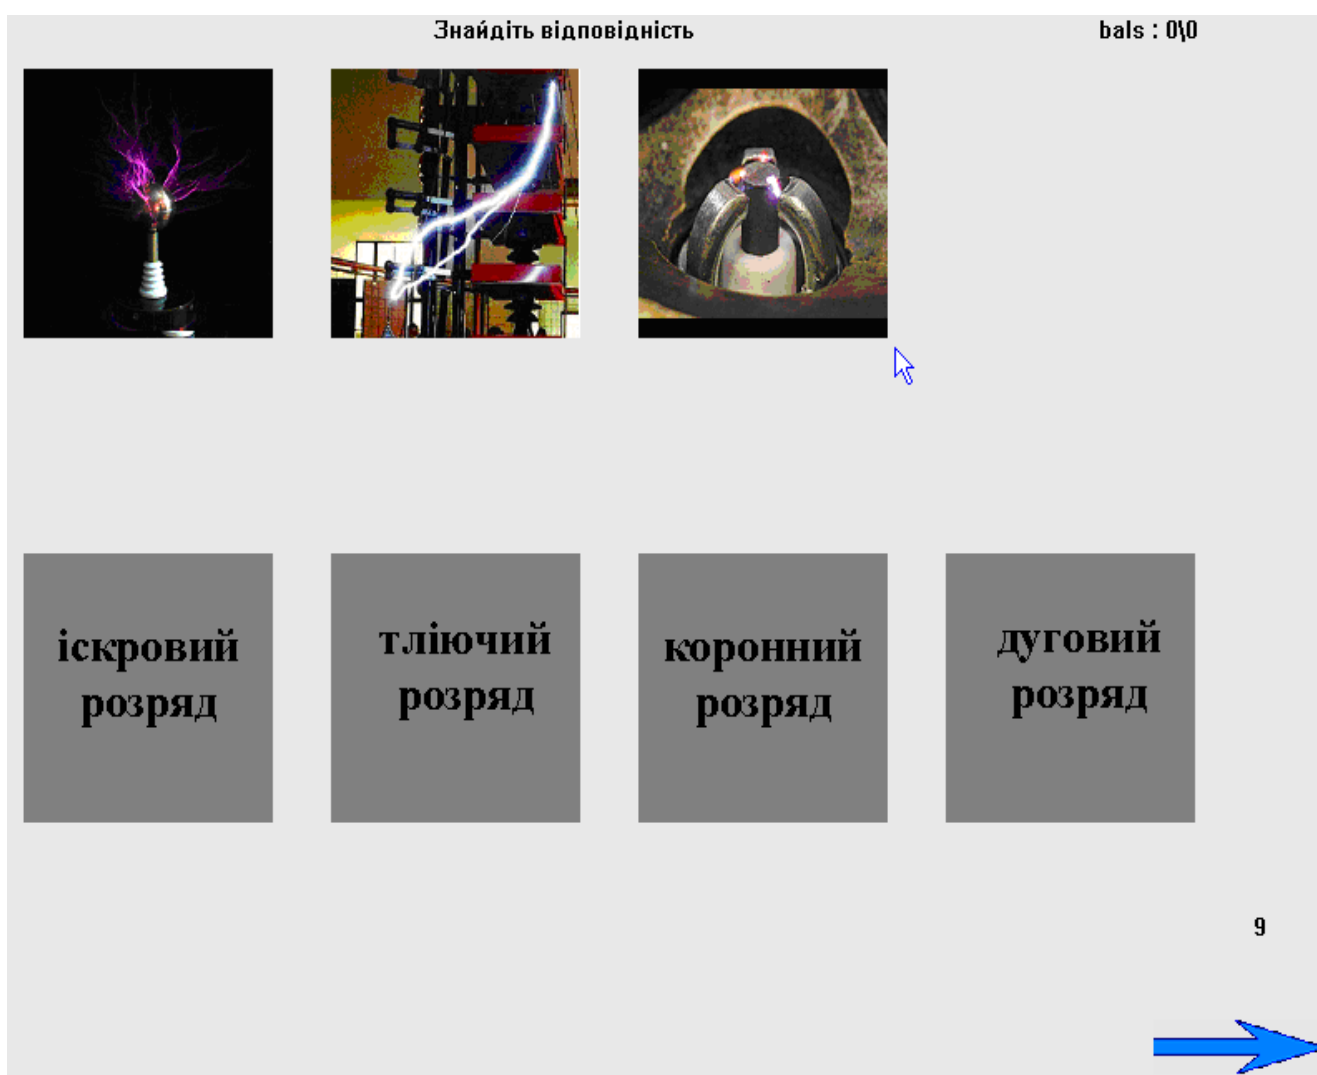 Знайдіть відповідність
bals : 0\0
іскровий
розряд
тліючий
розряд
коронний
розряд
дуговий
розряд
9